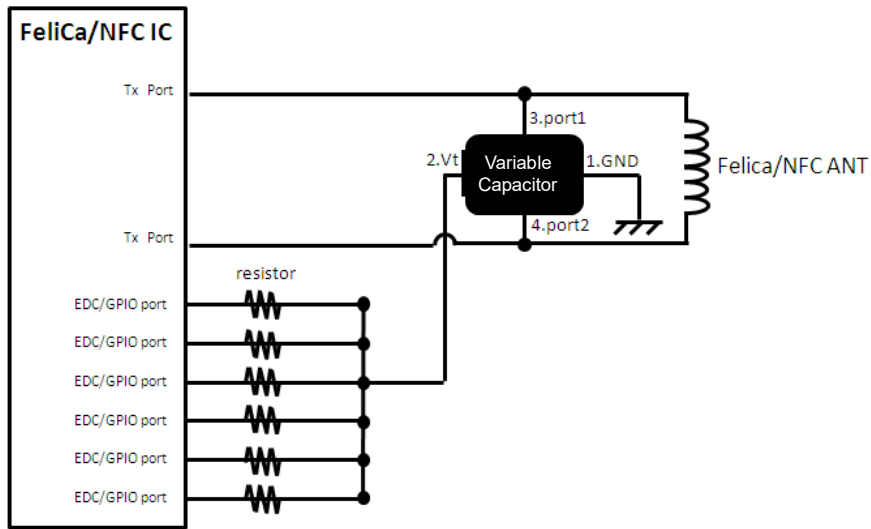 FeliCa/NFC IC
Tx Port
3.port1
2.Vt
Variable
Capacitor
1.GND
Felica/NFC ANT
4.port2
Tx Port
resistor
EDC/GPIO port
EDC/GPIO port
EDC/GPIO port
EDC/GPIO port
EDC/GPIO port
EDC/GPIO port